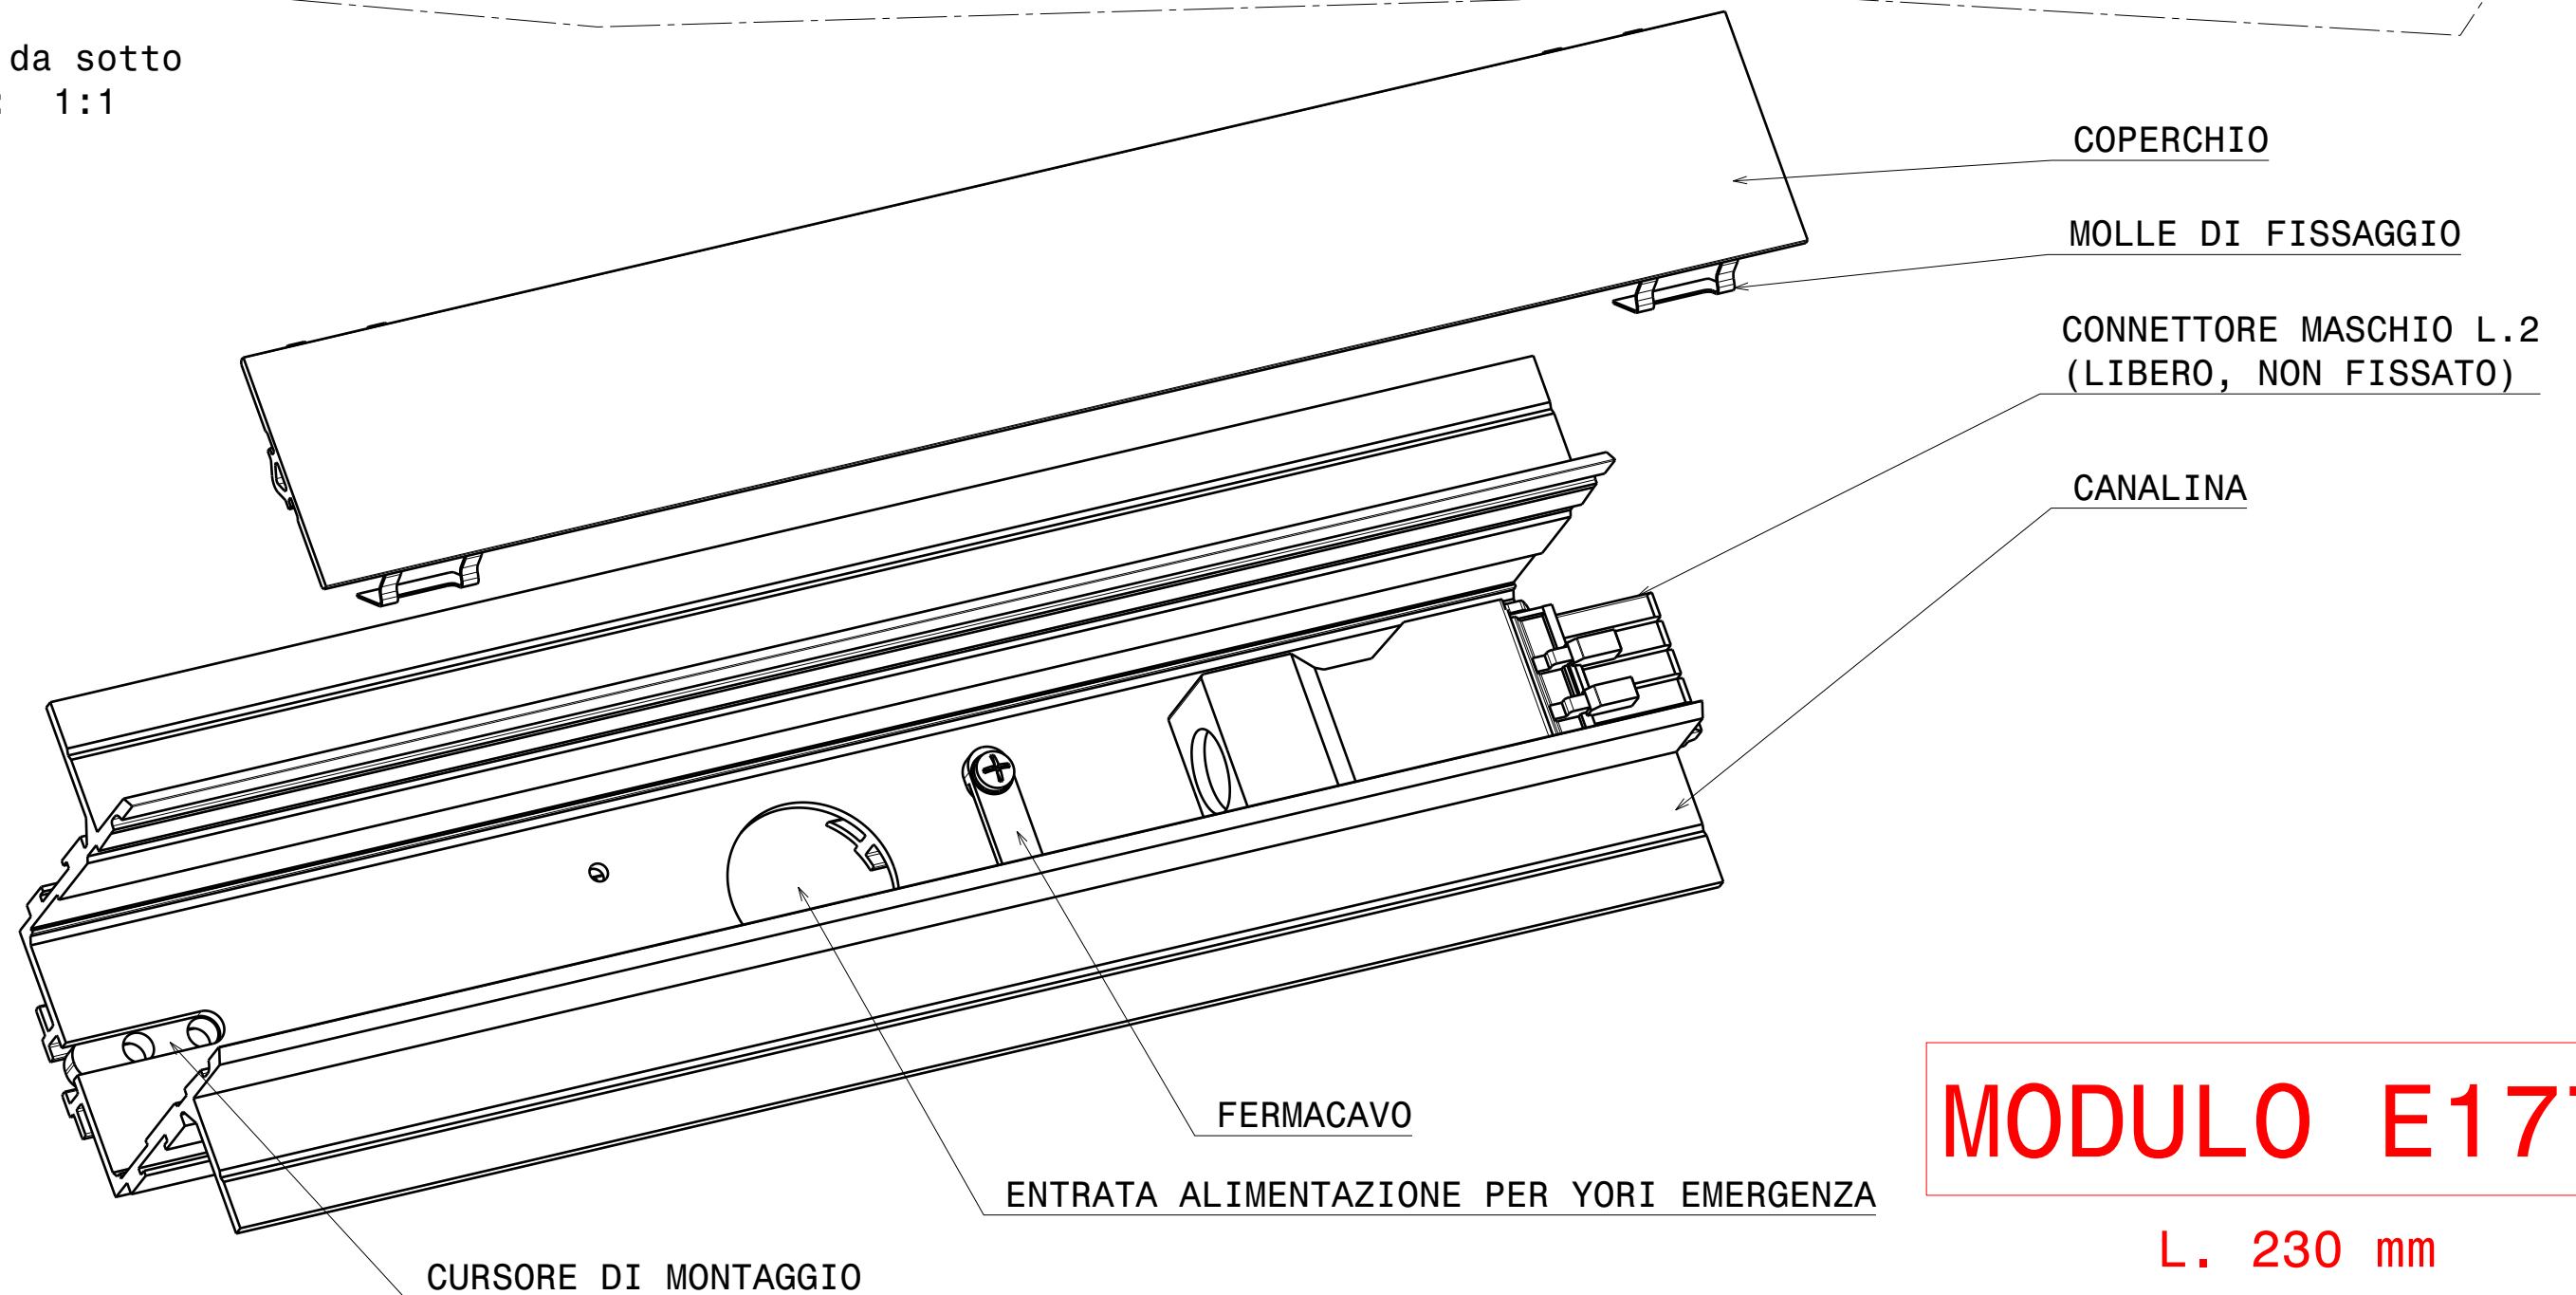 da sotto
: 1:1
COPERCHIO
MOLLE DI FISSAGGIO
CONNETTORE MASCHIO L.2
(LIBERO, NON FISSATO)
CANALINA
FERMACAVO
ENTRATA ALIMENTAZIONE PER YORI EMERGENZA
CURSORE DI MONTAGGIO
MODULO
L. 230 mm